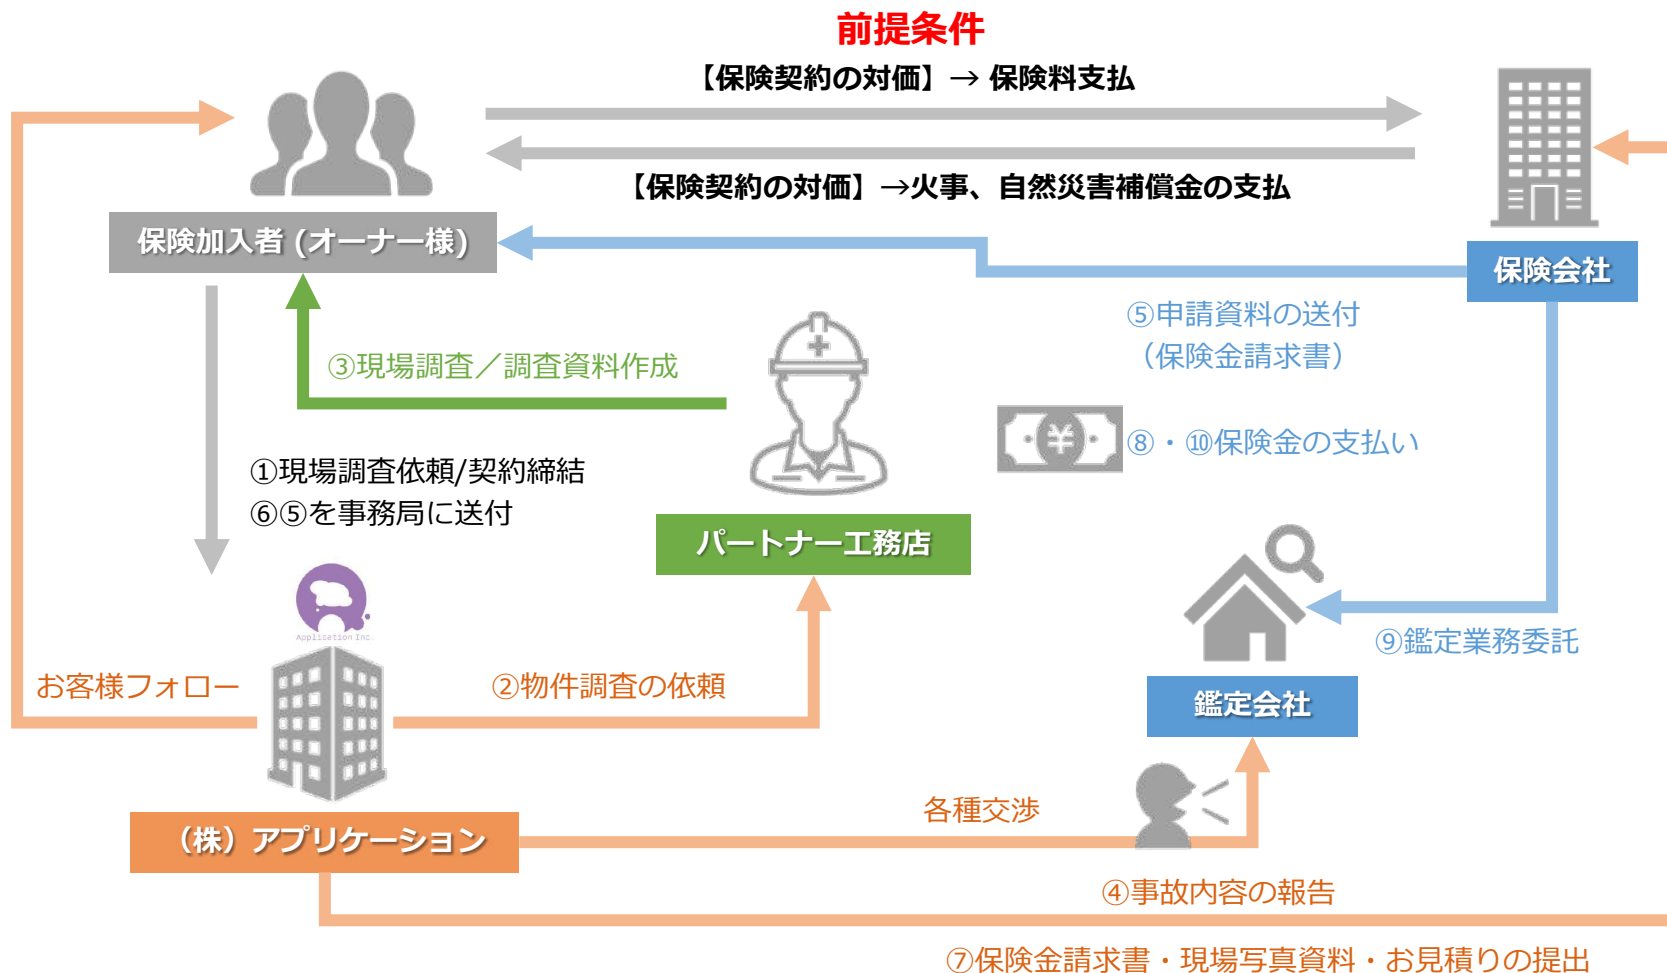 前提条件
【保険契約の対価】→ 保険料支払
【保険契約の対価】→火事、自然災害補償金の支払
保険加入者 (オーナー様)
保険会社
⑤申請資料の送付
（保険金請求書）
③現場調査／調査資料作成
¥
⑧・⑩保険金の支払い
①現場調査依頼/契約締結
⑥⑤を事務局に送付
パートナー工務店
Application Inc.
⑨鑑定業務委託
お客様フォロー
②物件調査の依頼
鑑定会社
各種交渉
（株）アプリケーション
④事故内容の報告
⑦保険金請求書・現場写真資料・お見積りの提出